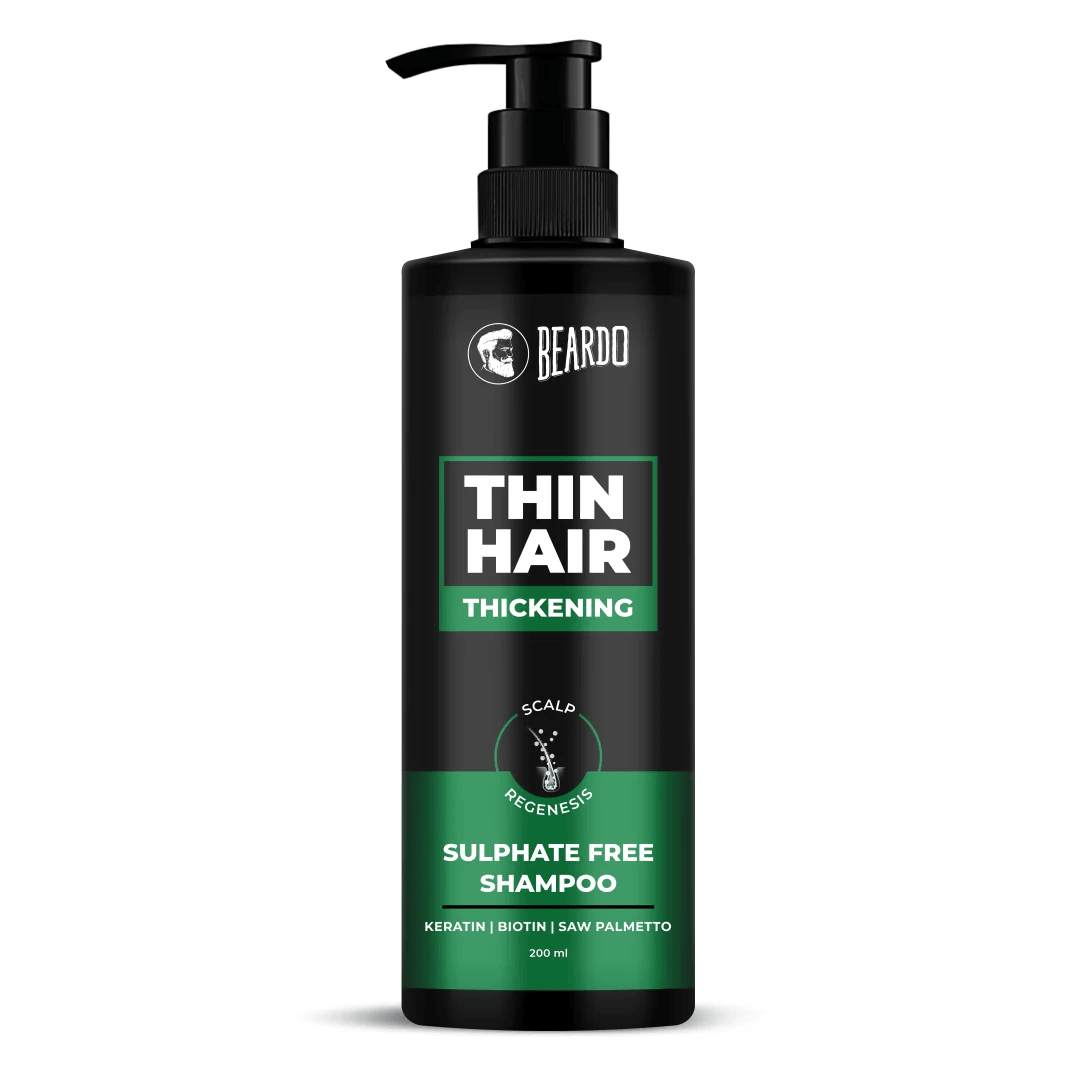 BEARDO
THIN
HAIR
THICKENING
SCALP
REGENESIS
SULPHATE FREE
SHAMPOO
KERATIN | BIOTIN | SAW PALMETTO
200 ml